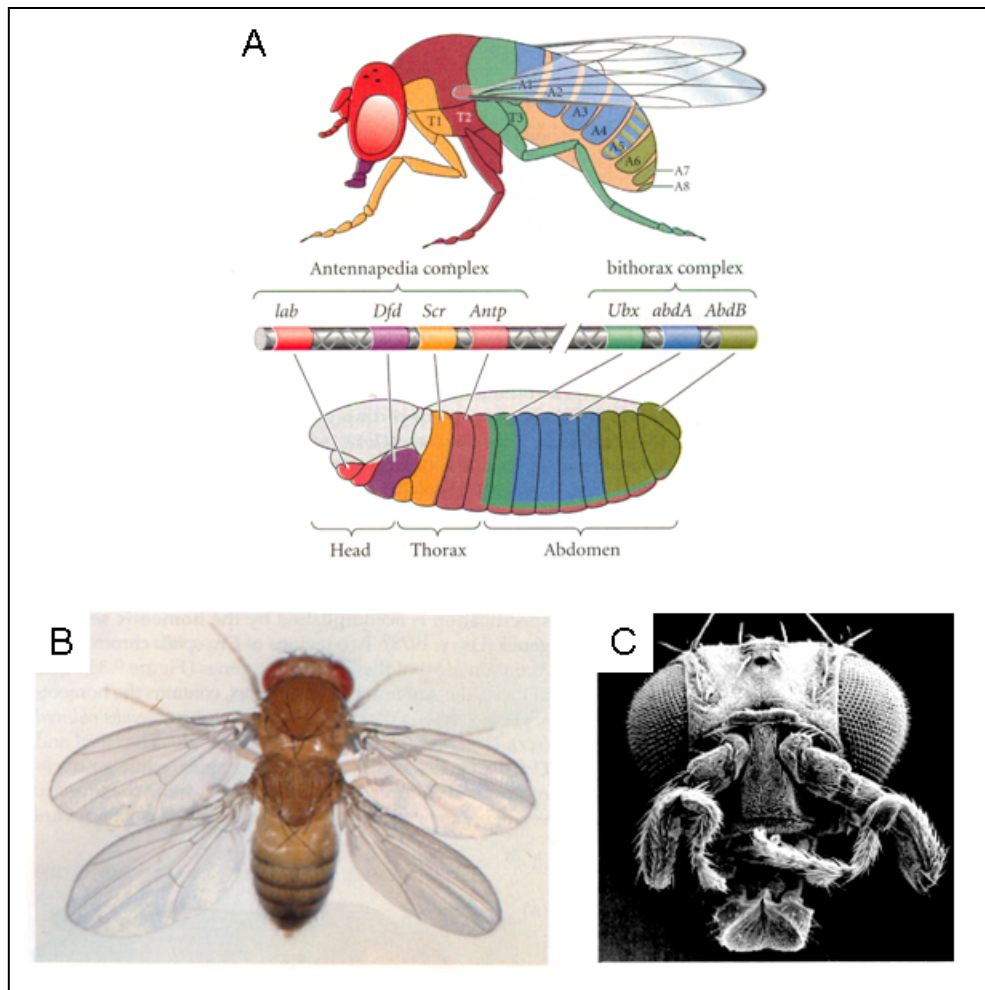 A
A1
A2
A3
A4
A5
A6
A7
A8
T1
T2
T3
Antennapedia complex
bithorax complex
lab
Dfd
Scr
Antp
Ubx
abdA
AbdB
Head
Thorax
Abdomen
B
C